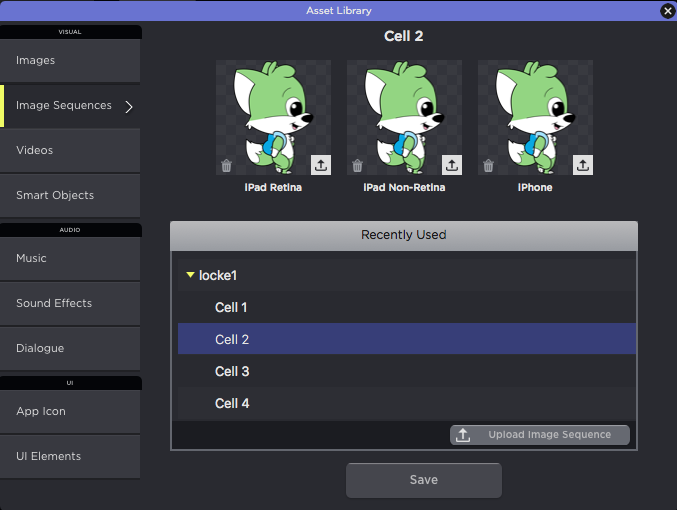 Asset Library
VISUAL
Images
Image Sequences
Videos
Smart Objects
AUDIO
Music
Sound Effects
Dialogue
UI
App Icon
UI Elements
Cell 2
IPad Retina
IPad Non-Retina
IPhone
Recently Used
locke1
Cell 1
Cell 2
Cell 3
Cell 4
Upload Image Sequence
Save